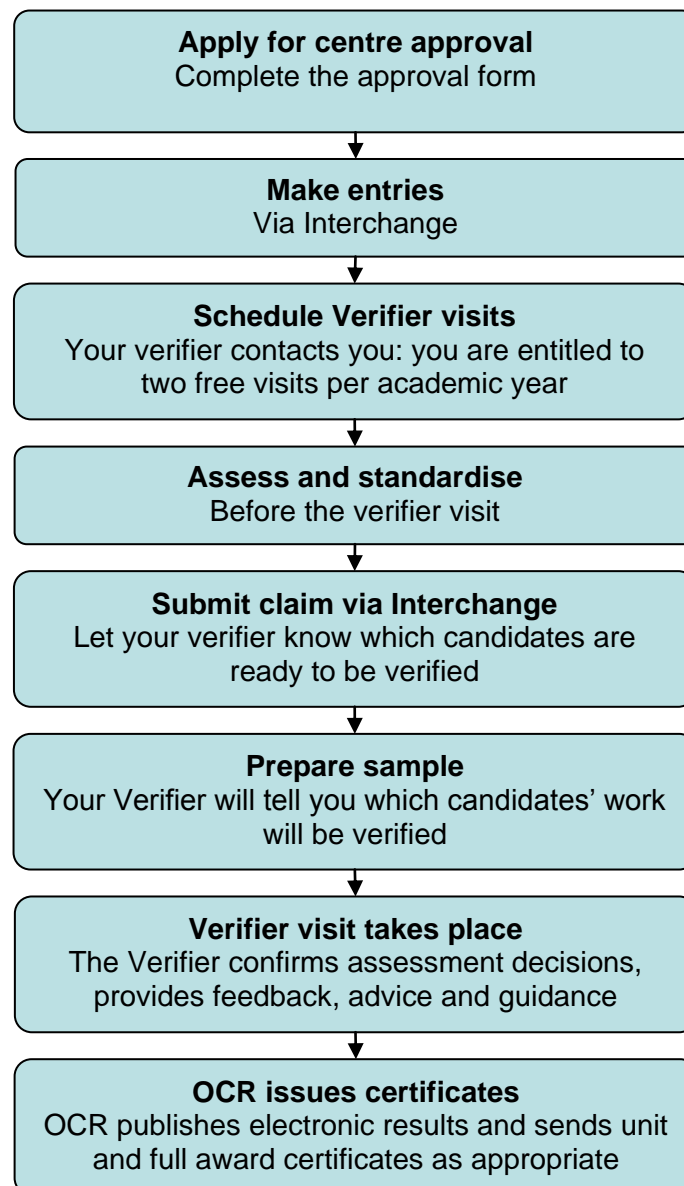 Apply for centre approval
Complete the approval form
Make entries
Via Interchange
Schedule Verifier visits
Your verifier contacts you: you are entitled to
two free visits per academic year
Assess and standardise
Before the verifier visit
Submit claim via Interchange
Let your verifier know which candidates are
ready to be verified
Prepare sample
Your Verifier will tell you which candidates’ work
will be verified
Verifier visit takes place
The Verifier confirms assessment decisions,
provides feedback, advice and guidance
OCR issues certificates
OCR publishes electronic results and sends unit
and full award certificates as appropriate